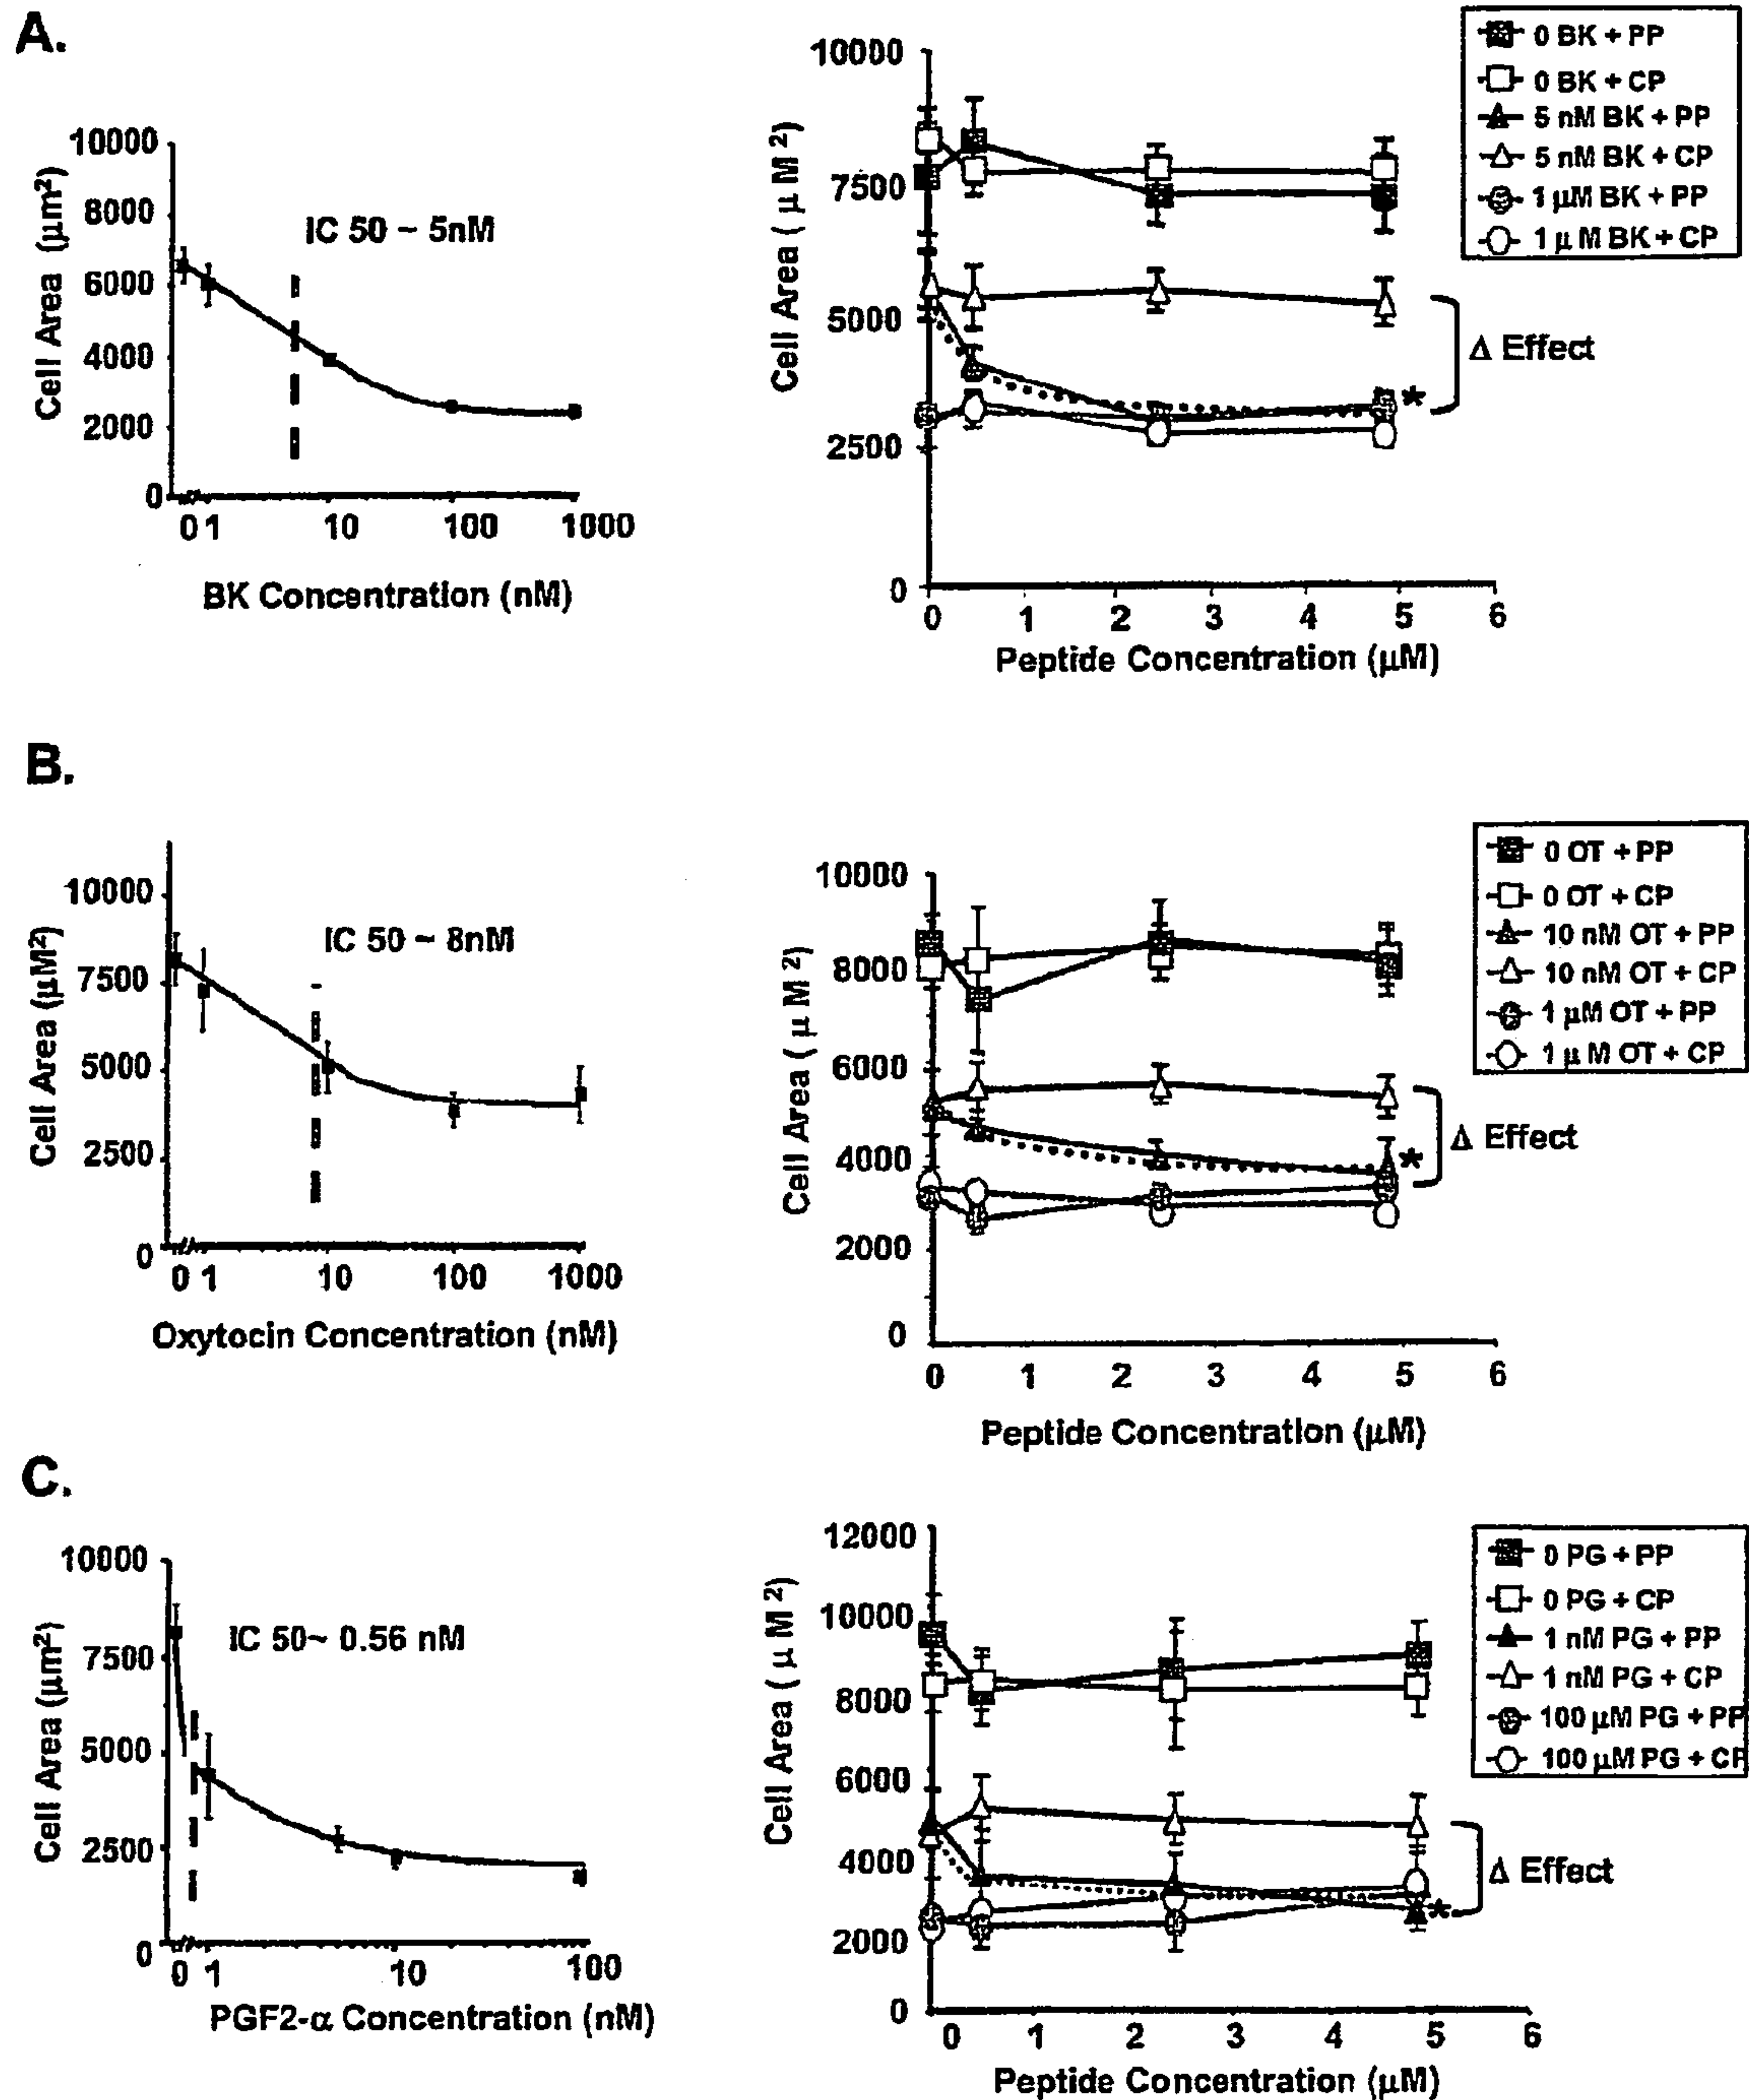 A.
10000
8000
6000
4000
2000
0
Cell Area (μm²)
IC 50 ~ 5nM
0 1 10 100 1000
BK Concentration (nM)
10000
7500
5000
2500
0
Cell Area ( μ M ²)
0 1 2 3 4 5 6
Peptide Concentration (μM)
0 BK + PP
0 BK + CP
5 nM BK + PP
5 nM BK + CP
1 μM BK + PP
1 μ M BK + CP
*
Δ Effect
B.
10000
7500
5000
2500
0
Cell Area (μM²)
IC 50 ~ 8nM
0 1 10 100 1000
Oxytocin Concentration (nM)
10000
8000
6000
4000
2000
0
Cell Area ( μ M ²)
0 1 2 3 4 5 6
Peptide Concentration (μM)
0 OT + PP
0 OT + CP
10 nM OT + PP
10 nM OT + CP
1 μM OT + PP
1 μ M OT + CP
*
Δ Effect
C.
10000
7500
5000
2500
0
Cell Area (μm²)
IC 50~ 0.56 nM
0 1 10 100
PGF2-α Concentration (nM)
12000
10000
8000
6000
4000
2000
0
Cell Area ( μ M ²)
0 1 2 3 4 5 6
Peptide Concentration (μM)
0 PG + PP
0 PG + CP
1 nM PG + PP
1 nM PG + CP
100 μM PG + PP
100 μM PG + CP
*
Δ Effect